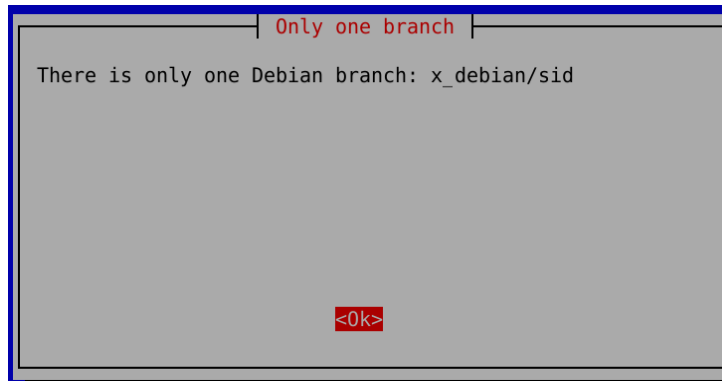 Only one branch
There is only one Debian branch: x_debian/sid
<Ok>